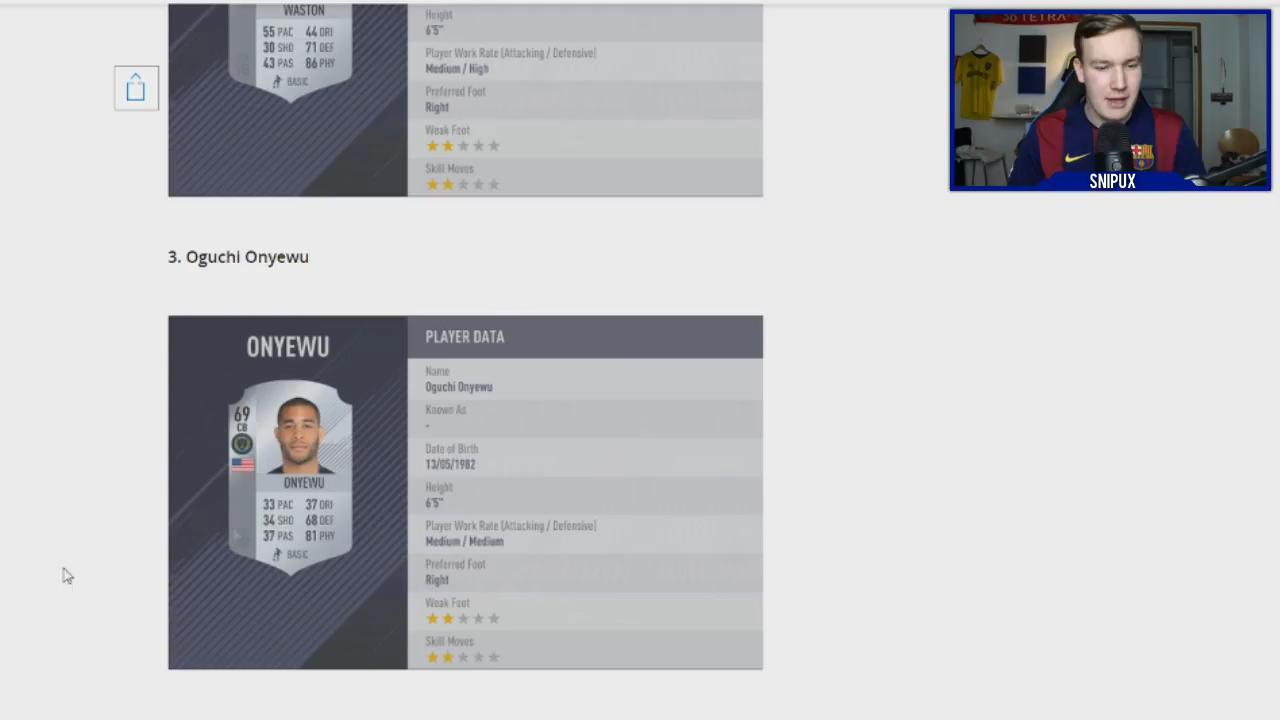 WASTON
55 PAC 44 DRI
30 SHO 71 DEF
43 PAS 86 PHY
BASIC
Height
6'5"
Player Work Rate (Attacking / Defensive)
Medium / High
Preferred Foot
Right
Weak Foot
Skill Moves
SNIPUX
3. Oguchi Onyewu
ONYEWU
69
CB
ONYEWU
33 PAC 37 DRI
34 SHO 68 DEF
37 PAS 81 PHY
BASIC
PLAYER DATA
Name
Oguchi Onyewu
Known As
-
Date of Birth
13/05/1982
Height
6'5"
Player Work Rate (Attacking / Defensive)
Medium / Medium
Preferred Foot
Right
Weak Foot
Skill Moves